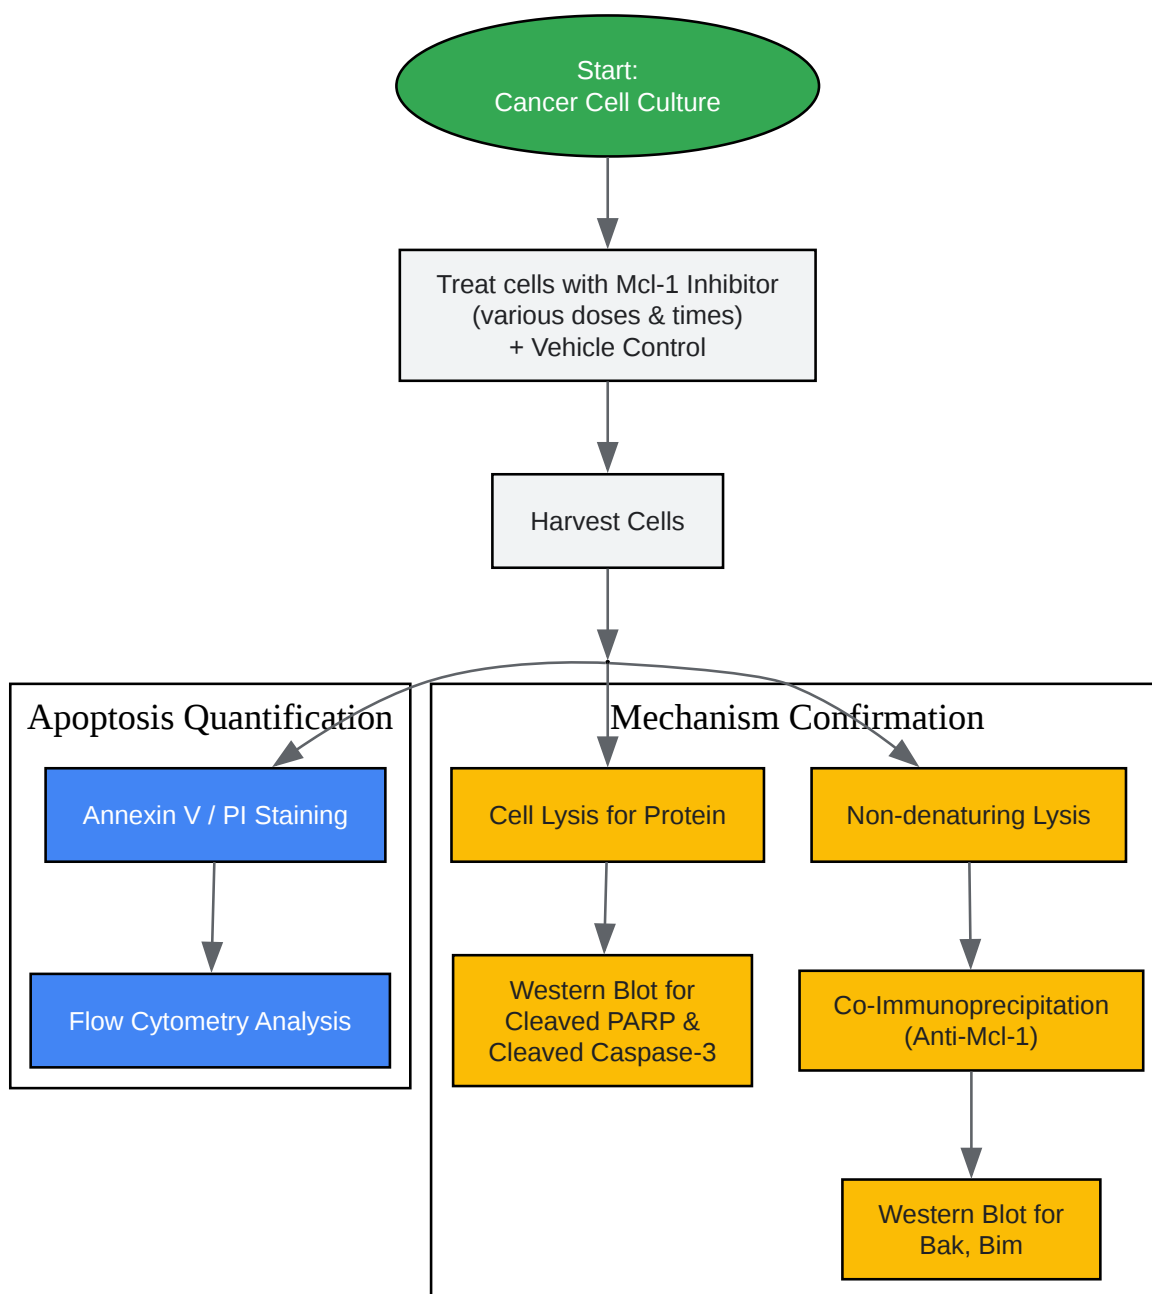 Start:
Cancer Cell Culture
Treat cells with Mcl-1 Inhibitor
(various doses & times)
+ Vehicle Control
Harvest Cells
Apoptosis Quantification
Annexin V / PI Staining
Flow Cytometry Analysis
Mechanism Confirmation
Cell Lysis for Protein
Western Blot for
Cleaved PARP &
Cleaved Caspase-3
Non-denaturing Lysis
Co-Immunoprecipitation
(Anti-Mcl-1)
Western Blot for
Bak, Bim